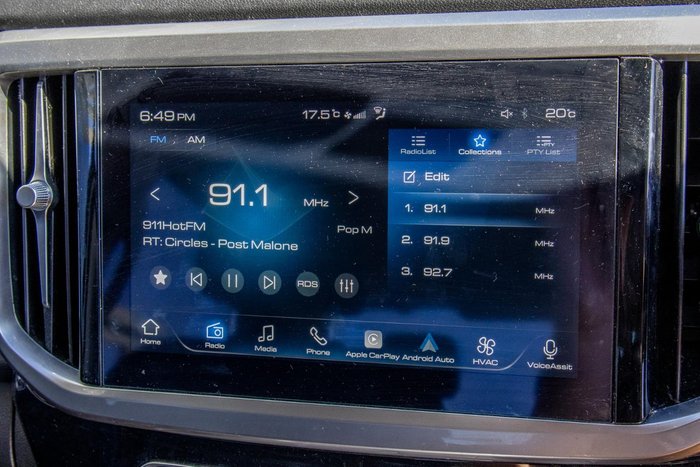 6:49 PM 17.5°C 20°C
FM AM
RadioList Collections PTY List
Edit
91.1 MHz
1. 91.1 MHz
911HotFM Pop M
RT: Circles - Post Malone
2. 91.9 MHz
3. 92.7 MHz
RDS
Home Radio Media Phone Apple CarPlay Android Auto HVAC VoiceAssit